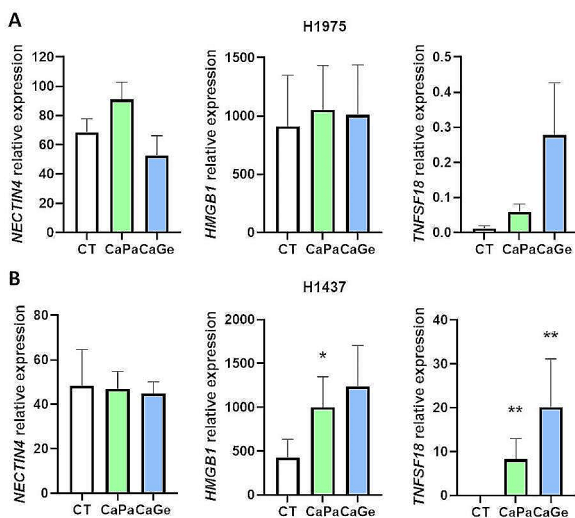 A
H1975
NECTIN4 relative expression
120
100
80
60
40
20
0
CT CaPa CaGe
HMGB1 relative expression
1500
1000
500
0
CT CaPa CaGe
TNFSF18 relative expression
0.5
0.4
0.3
0.2
0.1
0.0
CT CaPa CaGe
B
H1437
NECTIN4 relative expression
80
60
40
20
0
CT CaPa CaGe
HMGB1 relative expression
2000
1500
1000
500
0
*
CT CaPa CaGe
TNFSF18 relative expression
40
30
20
10
0
**
**
CT CaPa CaGe